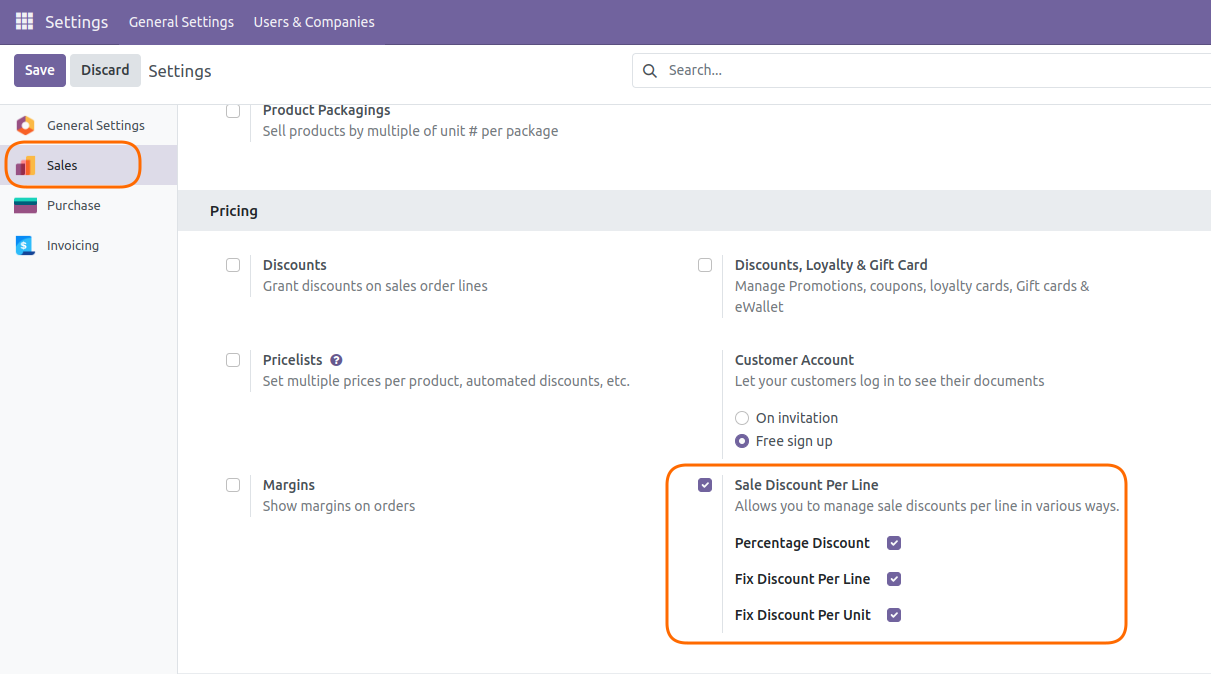 Settings General Settings Users & Companies
Save Discard Settings Search...
General Settings
Sales
Purchase
Invoicing
Product Packagings
Sell products by multiple of unit # per package
Pricing
Discounts
Grant discounts on sales order lines
Discounts, Loyalty & Gift Card
Manage Promotions, coupons, loyalty cards, Gift cards &
eWallet
Pricelists ?
Set multiple prices per product, automated discounts, etc.
Customer Account
Let your customers log in to see their documents
On invitation
Free sign up
Margins
Show margins on orders
Sale Discount Per Line
Allows you to manage sale discounts per line in various ways.
Percentage Discount
Fix Discount Per Line
Fix Discount Per Unit